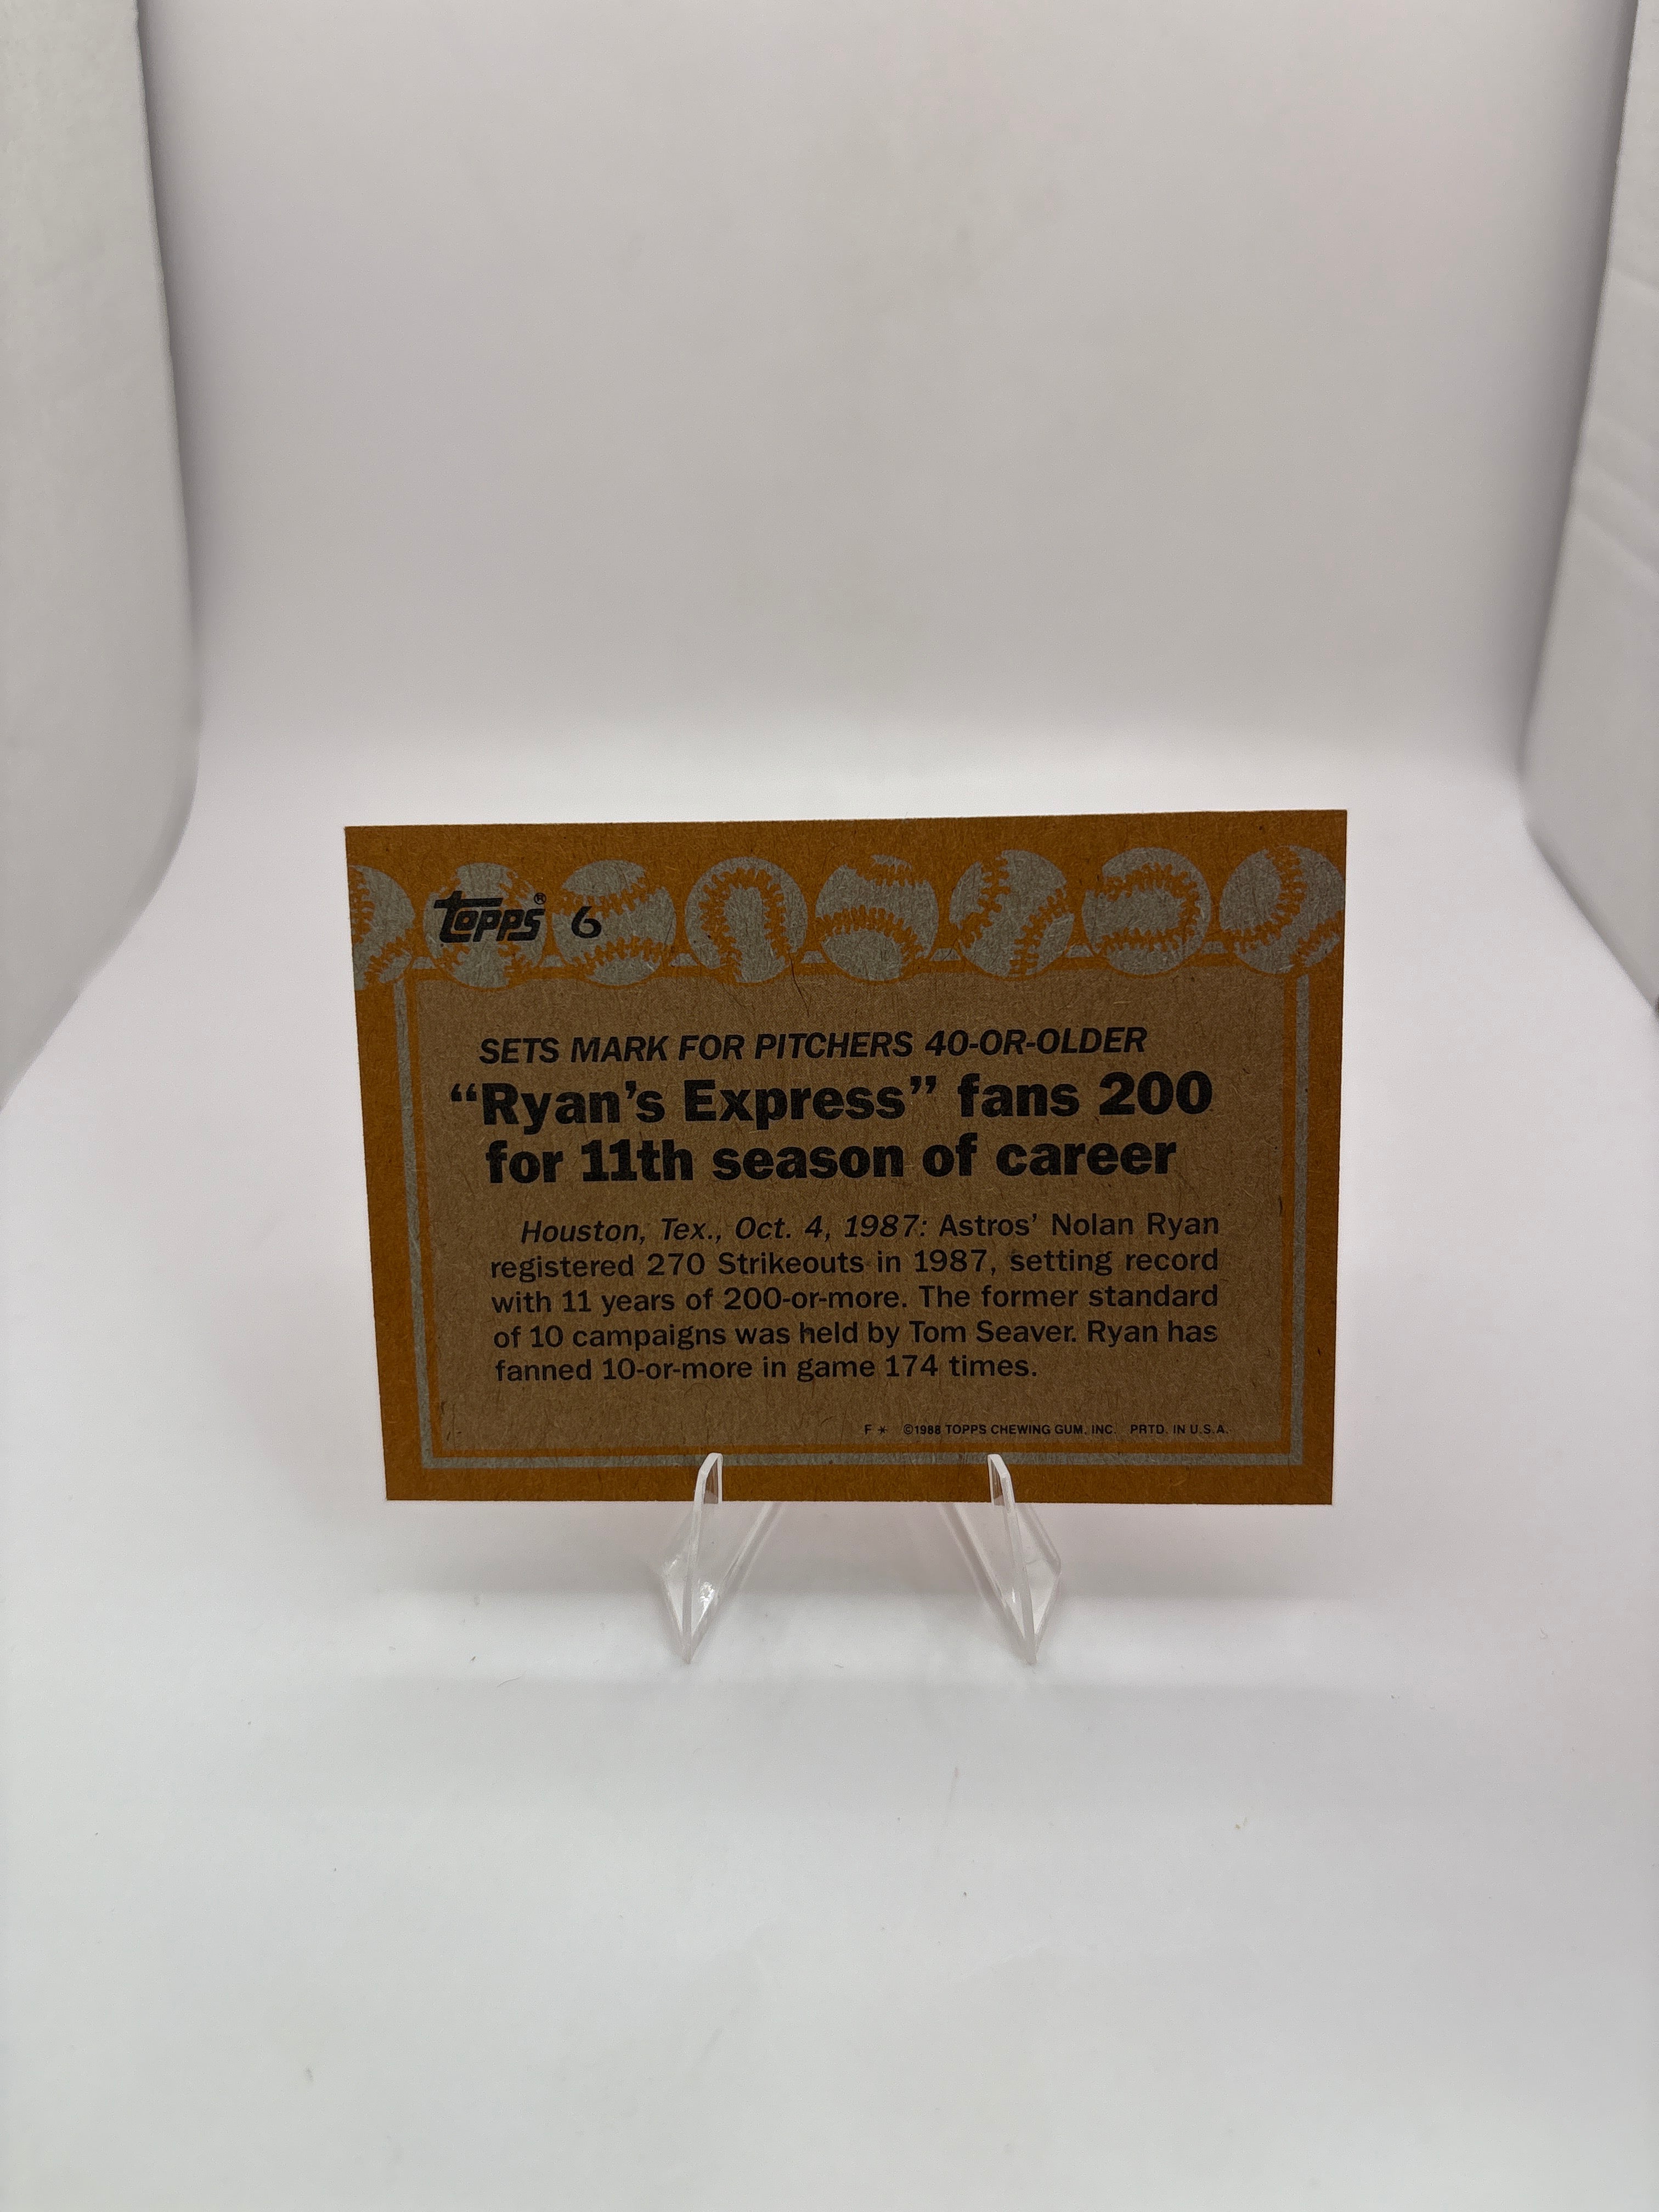 Topps® 6
SETS MARK FOR PITCHERS 40-OR-OLDER
“Ryan’s Express” fans 200
for 11th season of career
Houston, Tex., Oct. 4, 1987: Astros’ Nolan Ryan
registered 270 Strikeouts in 1987, setting record
with 11 years of 200-or-more. The former standard
of 10 campaigns was held by Tom Seaver. Ryan has
fanned 10-or-more in game 174 times.
F * ©1988 TOPPS CHEWING GUM, INC. PRTD. IN U.S.A.